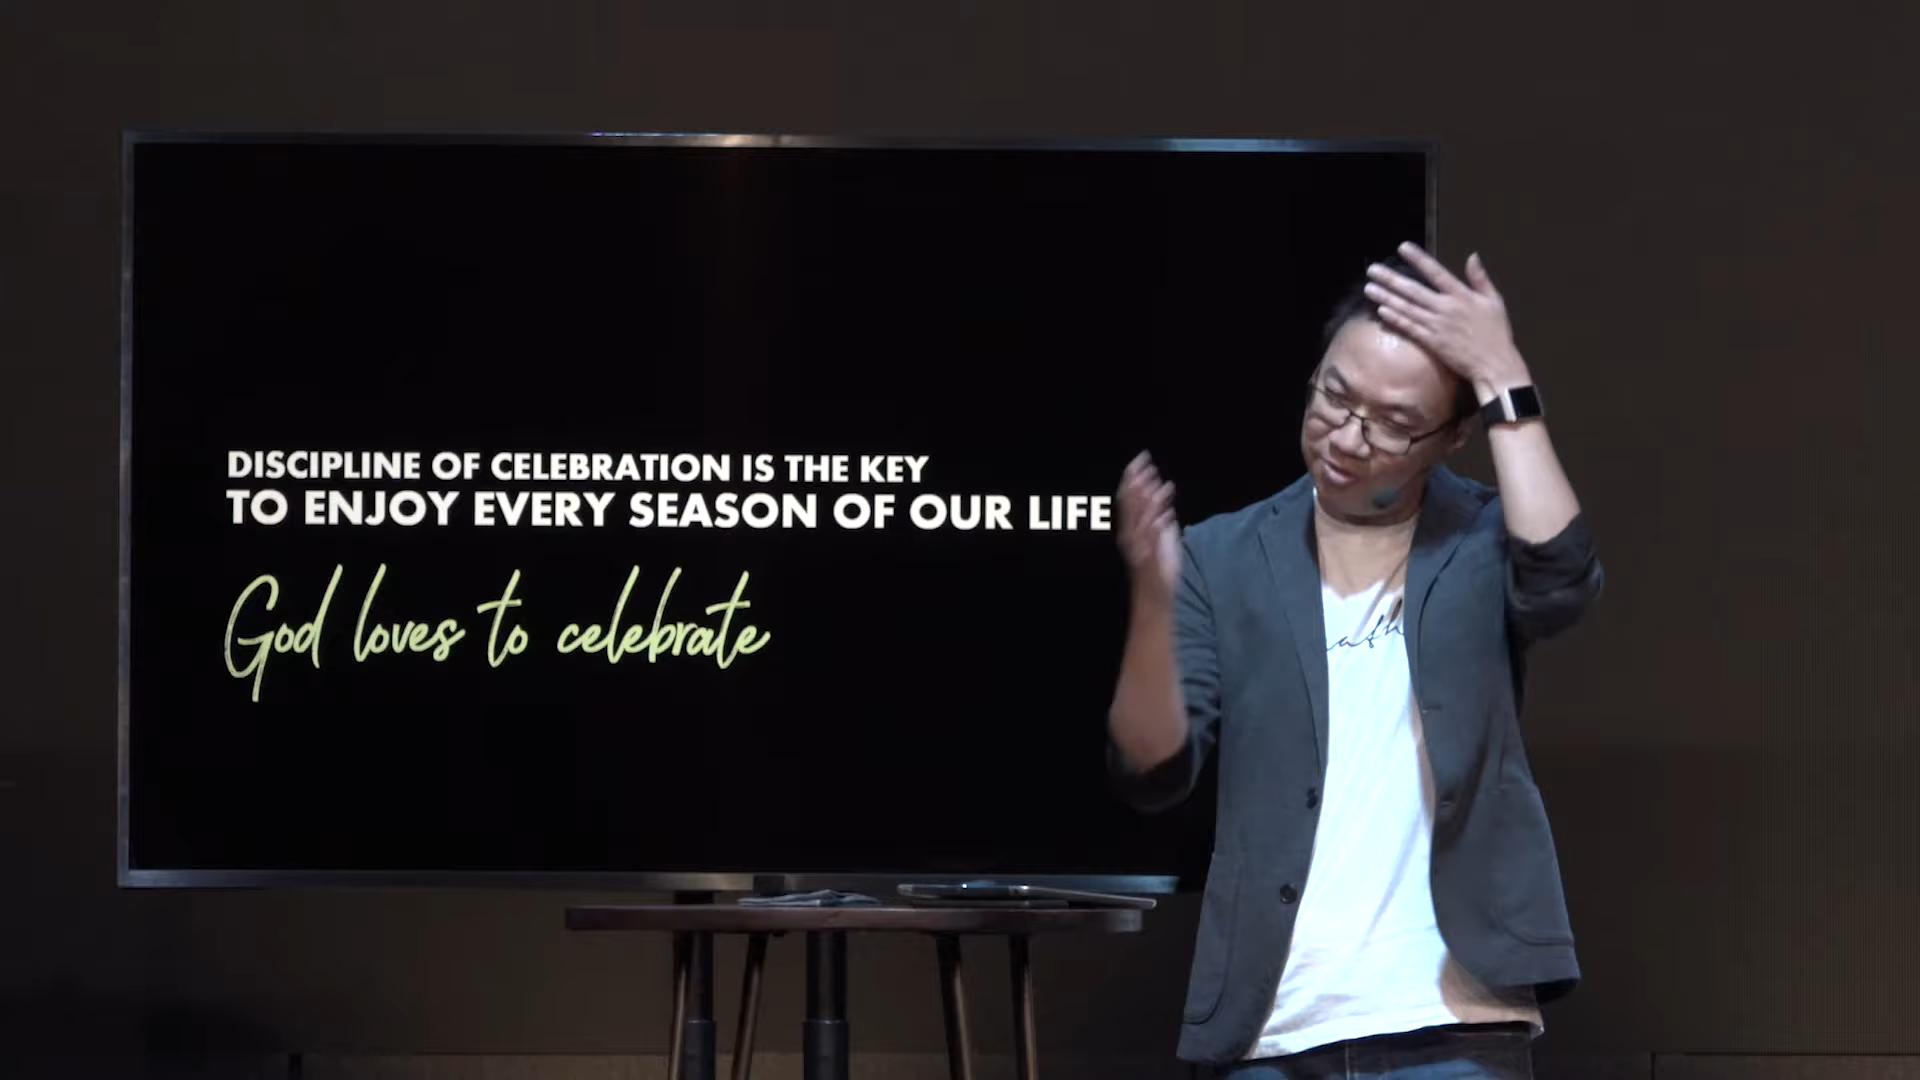 DISCIPLINE OF CELEBRATION IS THE KEY
TO ENJOY EVERY SEASON OF OUR LIFE
God loves to celebrate